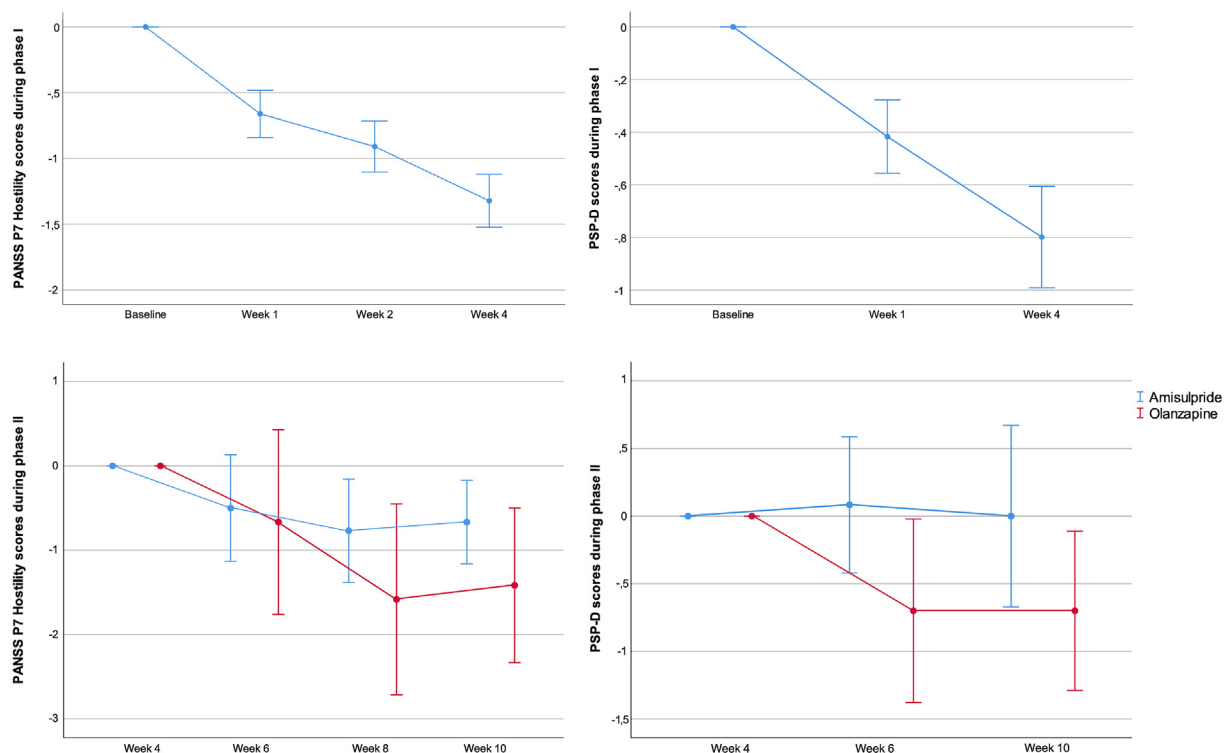 PANSS P7 Hostility scores during phase I
0
-,5
-1
-1,5
-2
Baseline Week 1 Week 2 Week 4
PSP-D scores during phase I
0
-,2
-,4
-,6
-,8
-1
Baseline Week 1 Week 4
PANSS P7 Hostility scores during phase II
1
0
-1
-2
-3
Week 4 Week 6 Week 8 Week 10
PSP-D scores during phase II
1
,5
0
-,5
-1
-1,5
Week 4 Week 6 Week 10
Amisulpride
Olanzapine